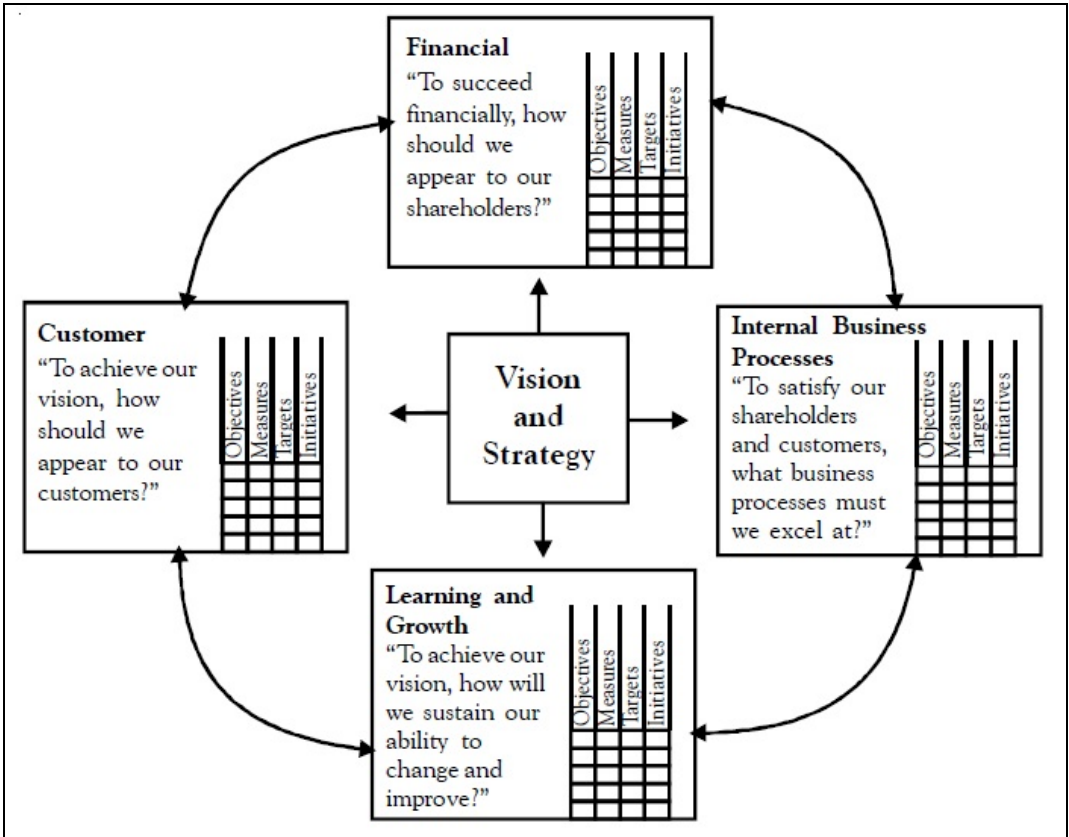 Financial
“To succeed
financially, how
should we
appear to our
shareholders?”
Objectives
Measures
Targets
Initiatives
Customer
“To achieve our
vision, how
should we
appear to our
customers?”
Objectives
Measures
Targets
Initiatives
Vision
and
Strategy
Internal Business
Processes
“To satisfy our
shareholders
and customers,
what business
processes must
we excel at?”
Objectives
Measures
Targets
Initiatives
Learning and
Growth
“To achieve our
vision, how will
we sustain our
ability to
change and
improve?”
Objectives
Measures
Targets
Initiatives